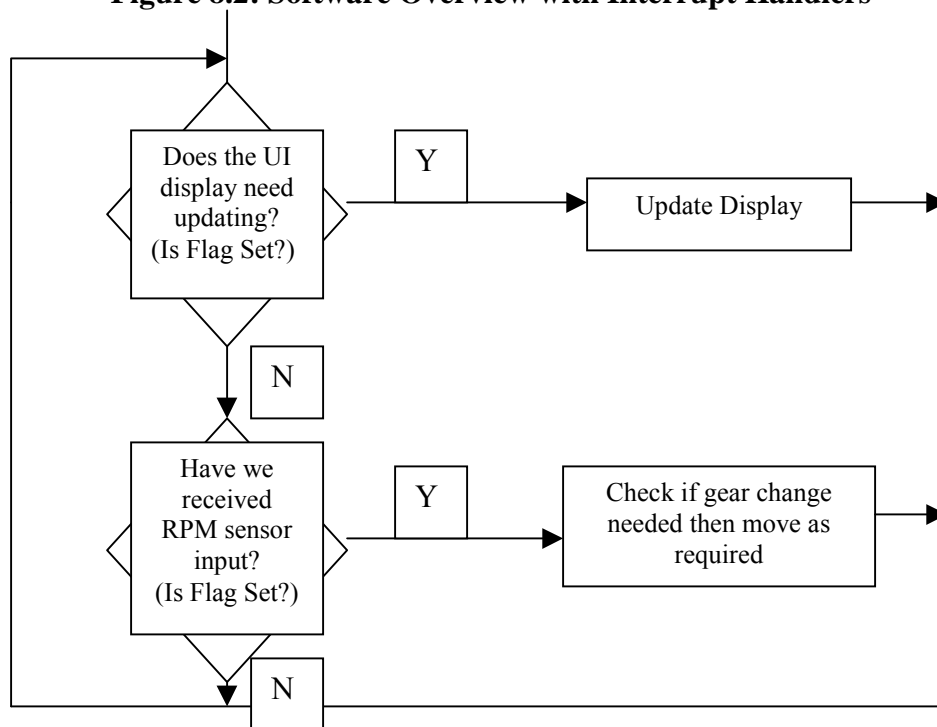 Figure 8.2: Software Overview with Interrupt Handlers
Does the UI
display need
updating?
(Is Flag Set?)
Y
Update Display
N
Have we
received
RPM sensor
input?
(Is Flag Set?)
Y
Check if gear change
needed then move as
required
N